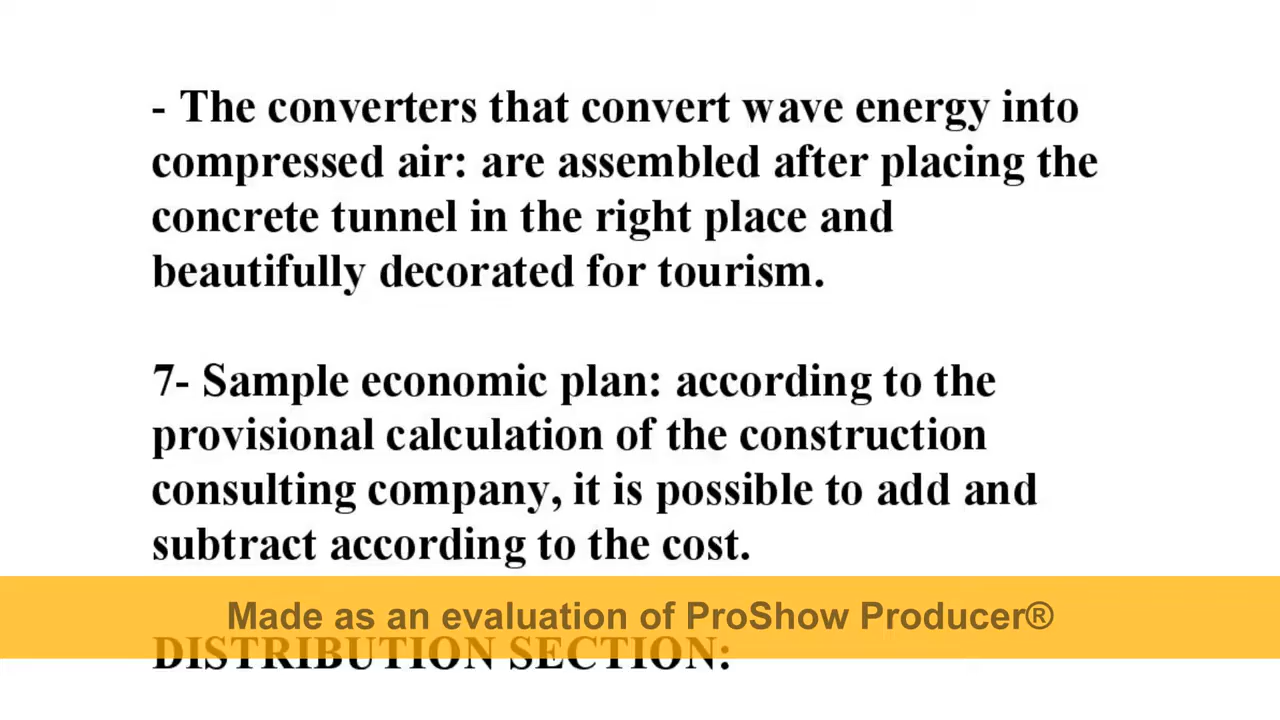 - The converters that convert wave energy into
compressed air: are assembled after placing the
concrete tunnel in the right place and
beautifully decorated for tourism.
7- Sample economic plan: according to the
provisional calculation of the construction
consulting company, it is possible to add and
subtract according to the cost.
Made as an evaluation of ProShow Producer®
DISTRIBUTION SECTION: